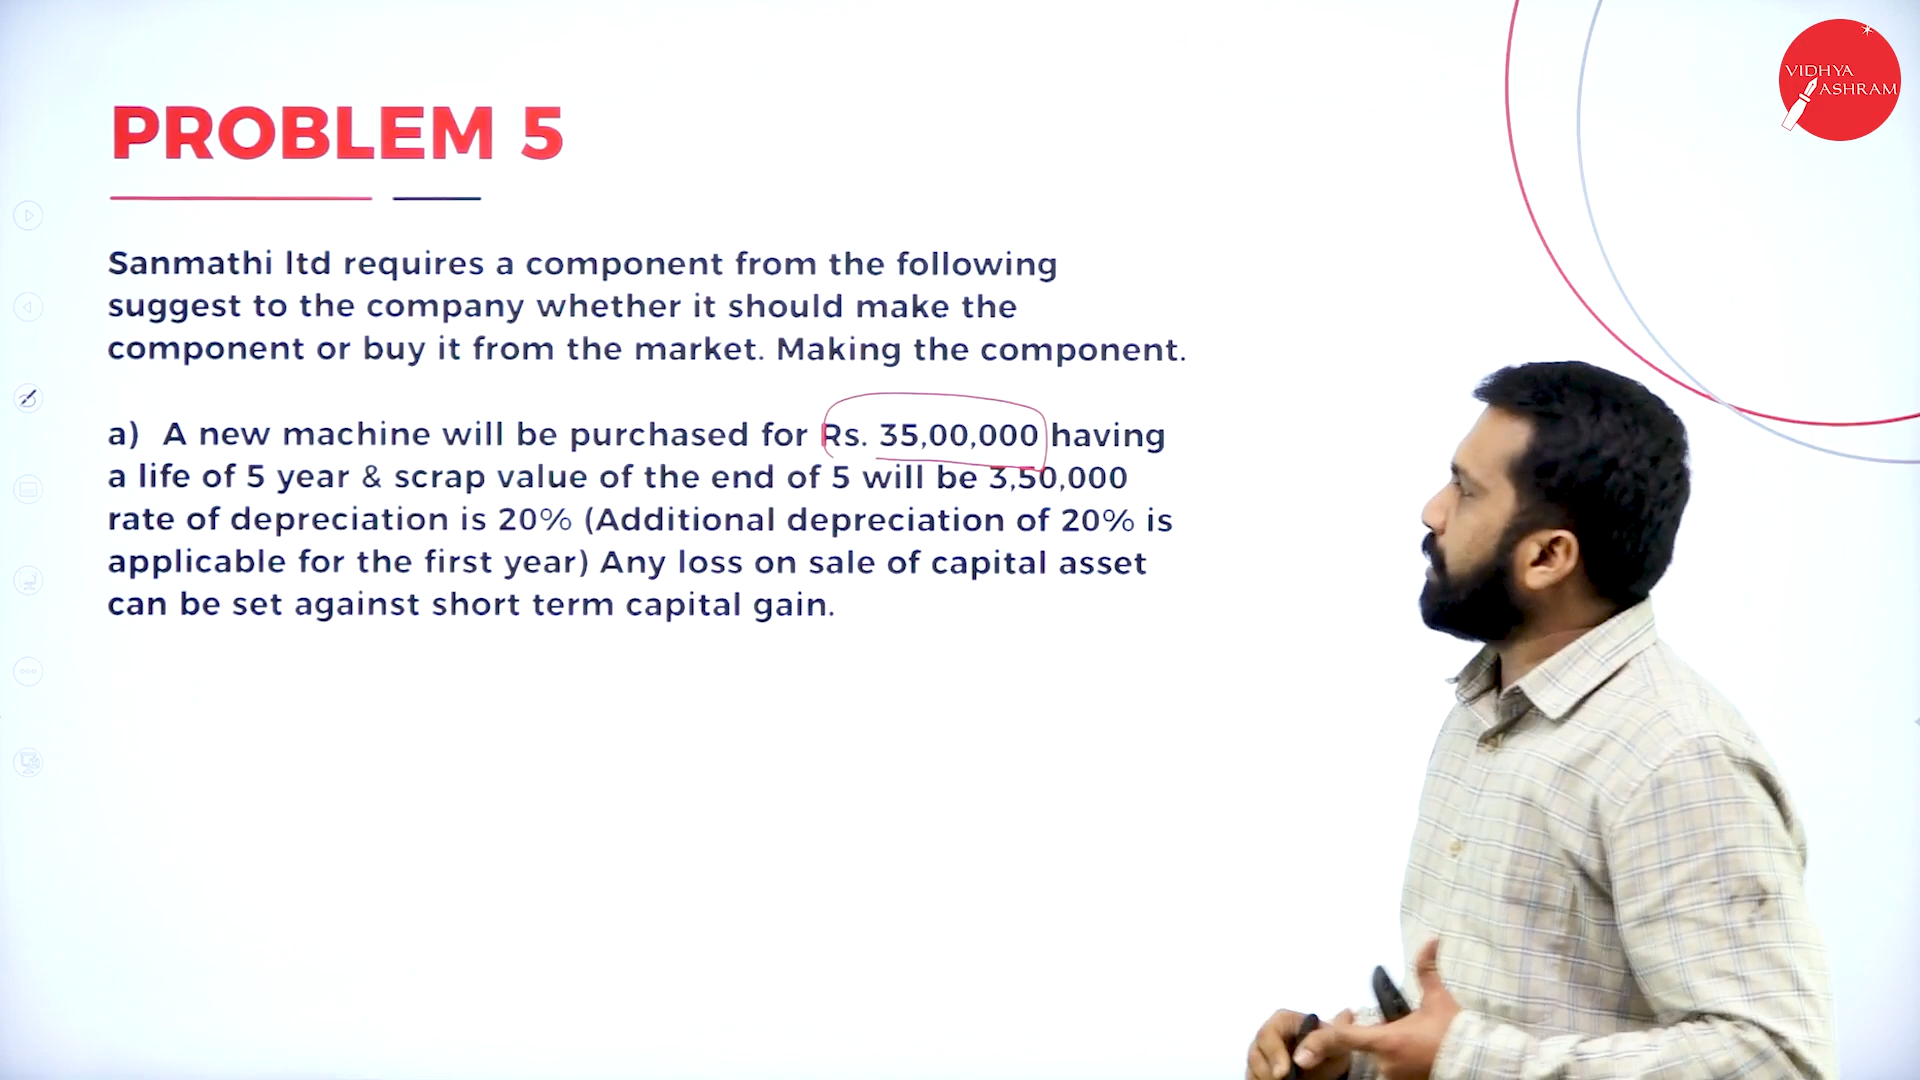 VIDHYA
ASHRAM
PROBLEM 5
Sanmathi ltd requires a component from the following
suggest to the company whether it should make the
component or buy it from the market. Making the component.
a) A new machine will be purchased for Rs. 35,00,000 having
a life of 5 year & scrap value of the end of 5 will be 3,50,000
rate of depreciation is 20% (Additional depreciation of 20% is
applicable for the first year) Any loss on sale of capital asset
can be set against short term capital gain.